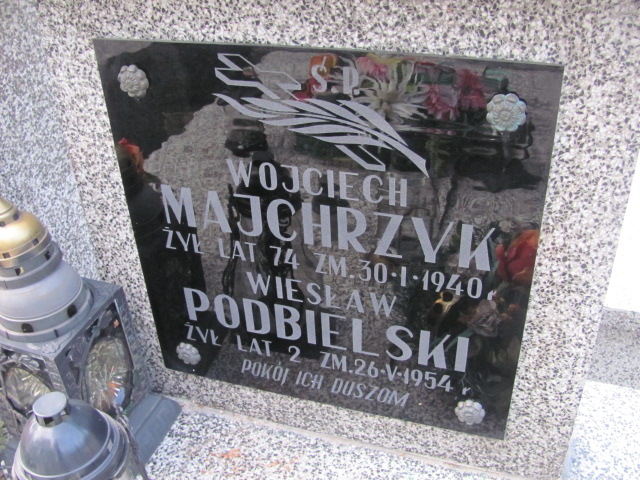 Ś.P.
WOJCIECH
MAJCHRZYK
ŻYŁ LAT 74 ZM. 30·I·1940 r
WIESŁAW
PODBIELSKI
ŻYŁ LAT 2 ZM. 26·V·1954 r
POKÓJ ICH DUSZOM